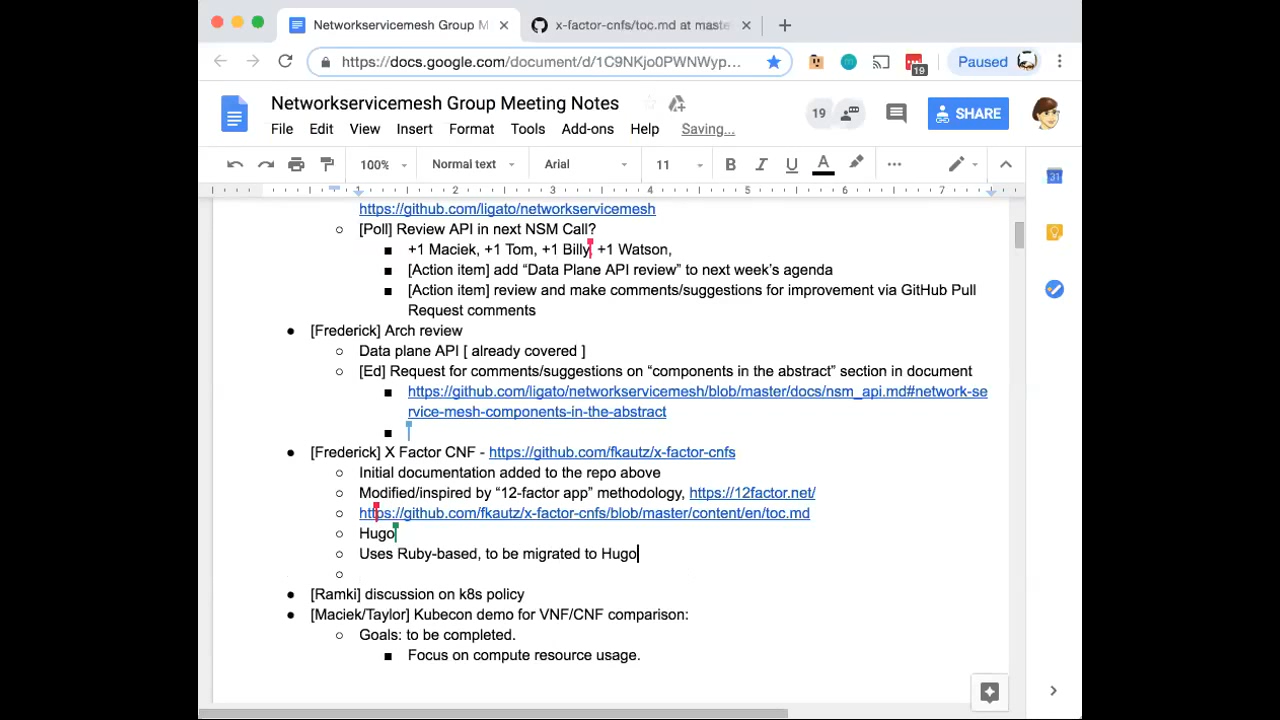 Networkservicemesh Group M
x-factor-cnfs/toc.md at maste
https://docs.google.com/document/d/1C9NKjo0PWNWyp...
19
Paused
Networkservicemesh Group Meeting Notes
19
SHARE
File Edit View Insert Format Tools Add-ons Help Saving...
100% Normal text Arial 11 B I U A
1 2 3 4 5 6 7
31
https://github.com/ligato/networkservicemesh
○ [Poll] Review API in next NSM Call?
■ +1 Maciek, +1 Tom, +1 Billy, +1 Watson,
■ [Action item] add “Data Plane API review” to next week’s agenda
■ [Action item] review and make comments/suggestions for improvement via GitHub Pull
Request comments
● [Frederick] Arch review
○ Data plane API [ already covered ]
○ [Ed] Request for comments/suggestions on “components in the abstract” section in document
■ https://github.com/ligato/networkservicemesh/blob/master/docs/nsm_api.md#network-se
rvice-mesh-components-in-the-abstract
■
● [Frederick] X Factor CNF - https://github.com/fkautz/x-factor-cnfs
○ Initial documentation added to the repo above
○ Modified/inspired by “12-factor app” methodology, https://12factor.net/
○ https://github.com/fkautz/x-factor-cnfs/blob/master/content/en/toc.md
○ Hugo
○ Uses Ruby-based, to be migrated to Hugo
○
● [Ramki] discussion on k8s policy
● [Maciek/Taylor] Kubecon demo for VNF/CNF comparison:
○ Goals: to be completed.
■ Focus on compute resource usage.